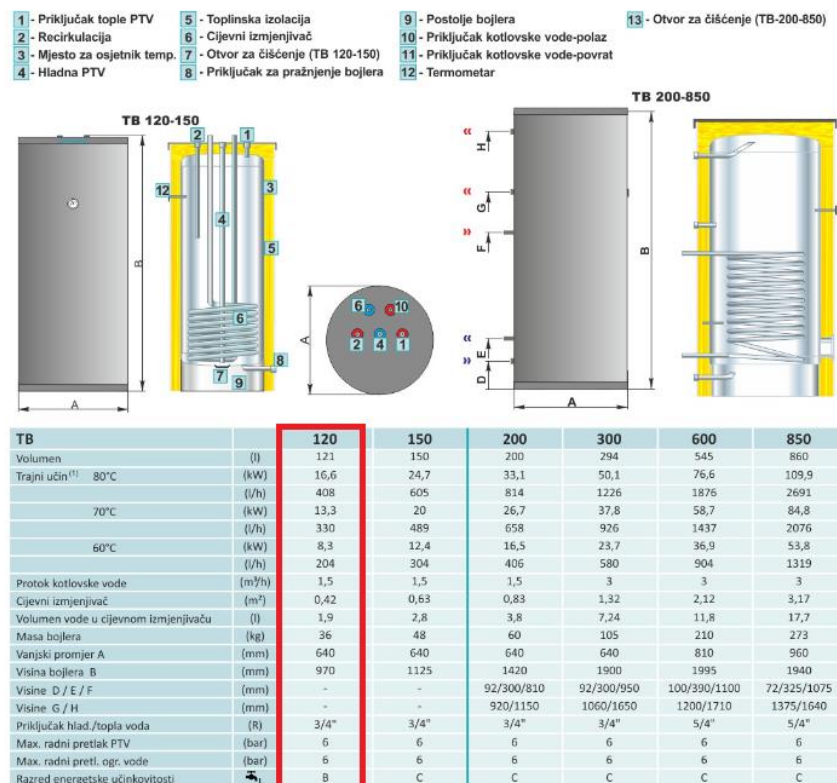 1 - Priključak tople PTV
2 - Recirkulacija
3 - Mjesto za osjetnik temp.
4 - Hladna PTV
5 - Toplinska izolacija
6 - Cijevni izmjenjivač
7 - Otvor za čišćenje (TB 120-150)
8 - Priključak za pražnjenje bojlera
9 - Postolje bojlera
10 - Priključak kotlovske vode-polaz
11 - Priključak kotlovske vode-povrat
12 - Termometar
13 - Otvor za čišćenje (TB-200-850)
TB 120-150
2 1
12 3
4
5
6
8
7 9
B
A
A
6 10
2 4 1
TB 200-850
« H
« G
» F
« E
» D
B
A
TB 120 150 200 300 600 850
Volumen (l) 121 150 200 294 545 860
Trajni učin (1) 80°C (kW) 16,6 24,7 33,1 50,1 76,6 109,9
(l/h) 408 605 814 1226 1876 2691
70°C (kW) 13,3 20 26,7 37,8 58,7 84,8
(l/h) 330 489 658 926 1437 2076
60°C (kW) 8,3 12,4 16,5 23,7 36,9 53,8
(l/h) 204 304 406 580 904 1319
Protok kotlovske vode (m³/h) 1,5 1,5 1,5 3 3 3
Cijevni izmjenjivač (m²) 0,42 0,63 0,83 1,32 2,12 3,17
Volumen vode u cijevnom izmjenjivaču (l) 1,9 2,8 3,8 7,24 11,8 17,7
Masa bojlera (kg) 36 48 60 105 210 273
Vanjski promjer A (mm) 640 640 640 640 810 960
Visina bojlera B (mm) 970 1125 1420 1900 1995 1940
Visine D / E / F (mm) - - 92/300/810 92/300/950 100/390/1100 72/325/1075
Visine G / H (mm) - - 920/1150 1060/1650 1200/1710 1375/1640
Priključak hlad./topla voda (R) 3/4" 3/4" 3/4" 3/4" 5/4" 5/4"
Max. radni pretlak PTV (bar) 6 6 6 6 6 6
Max. radni pretl. ogr. vode (bar) 6 6 6 6 6 6
Razred energetske učinkovitosti B C C C C C